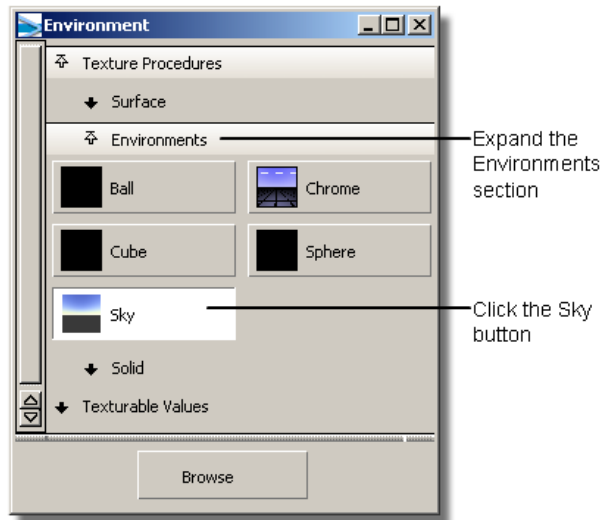 Environment
Texture Procedures
Surface
Environments
Ball
Chrome
Cube
Sphere
Sky
Solid
Texturable Values
Browse
Expand the
Environments
section
Click the Sky
button